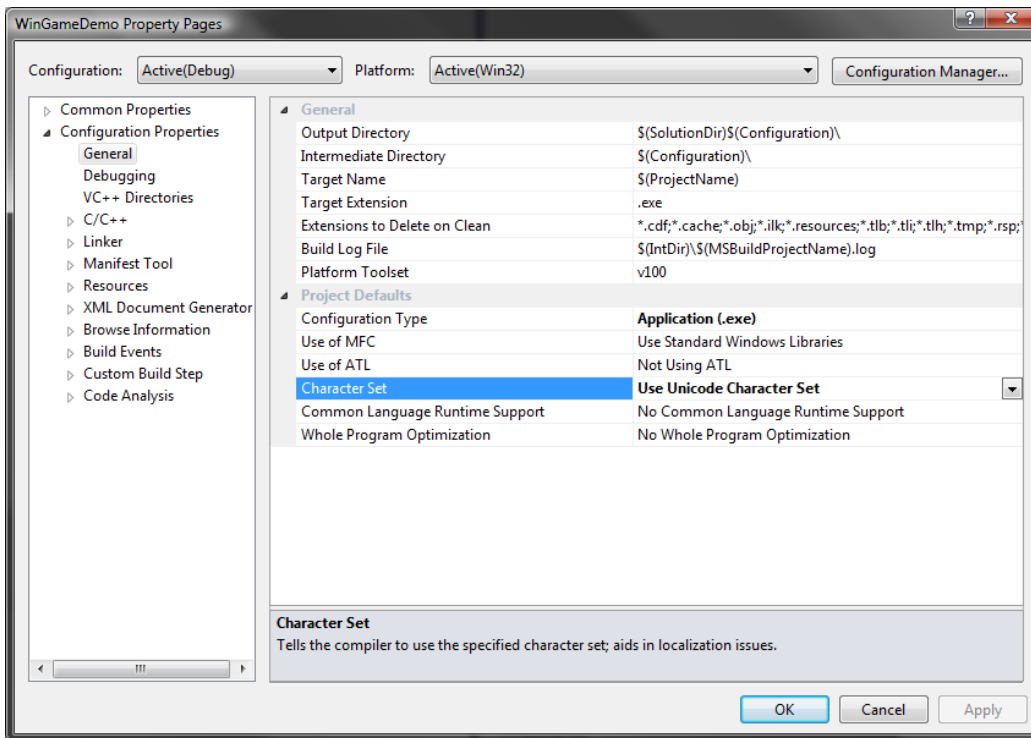 WinGameDemo Property Pages
Configuration: Active(Debug) Platform: Active(Win32) Configuration Manager...
Common Properties
Configuration Properties
General
Debugging
VC++ Directories
C/C++
Linker
Manifest Tool
Resources
XML Document Generator
Browse Information
Build Events
Custom Build Step
Code Analysis
General
Output Directory $(SolutionDir)$(Configuration)\
Intermediate Directory $(Configuration)\
Target Name $(ProjectName)
Target Extension .exe
Extensions to Delete on Clean *.cdf;*.cache;*.obj;*.ilk;*.resources;*.tlb;*.tli;*.tlh;*.tmp;*.rsp;*
Build Log File $(IntDir)\$(MSBuildProjectName).log
Platform Toolset v100
Project Defaults
Configuration Type Application (.exe)
Use of MFC Use Standard Windows Libraries
Use of ATL Not Using ATL
Character Set Use Unicode Character Set
Common Language Runtime Support No Common Language Runtime Support
Whole Program Optimization No Whole Program Optimization
Character Set
Tells the compiler to use the specified character set; aids in localization issues.
OK Cancel Apply